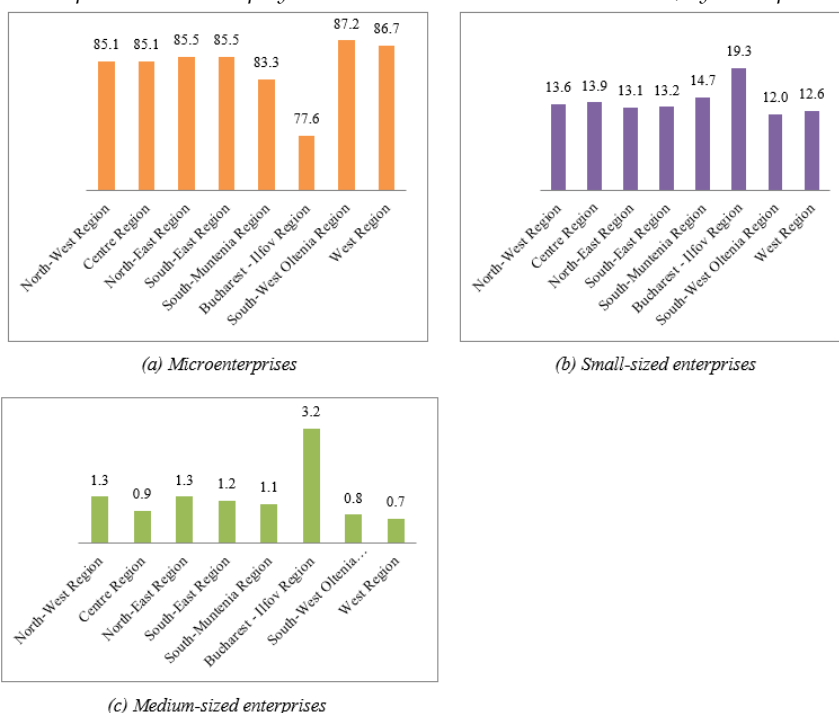 85.1 85.1 85.5 85.5 83.3 77.6 87.2 86.7
North-West Region
Centre Region
North-East Region
South-East Region
South-Muntenia Region
Bucharest - Ilfov Region
South-West Oltenia Region
West Region
(a) Microenterprises
13.6 13.9 13.1 13.2 14.7 19.3 12.0 12.6
North-West Region
Centre Region
North-East Region
South-East Region
South-Muntenia Region
Bucharest - Ilfov Region
South-West Oltenia Region
West Region
(b) Small-sized enterprises
1.3 0.9 1.3 1.2 1.1 3.2 0.8 0.7
North-West Region
Centre Region
North-East Region
South-East Region
South-Muntenia Region
Bucharest - Ilfov Region
South-West Oltenia...
West Region
(c) Medium-sized enterprises